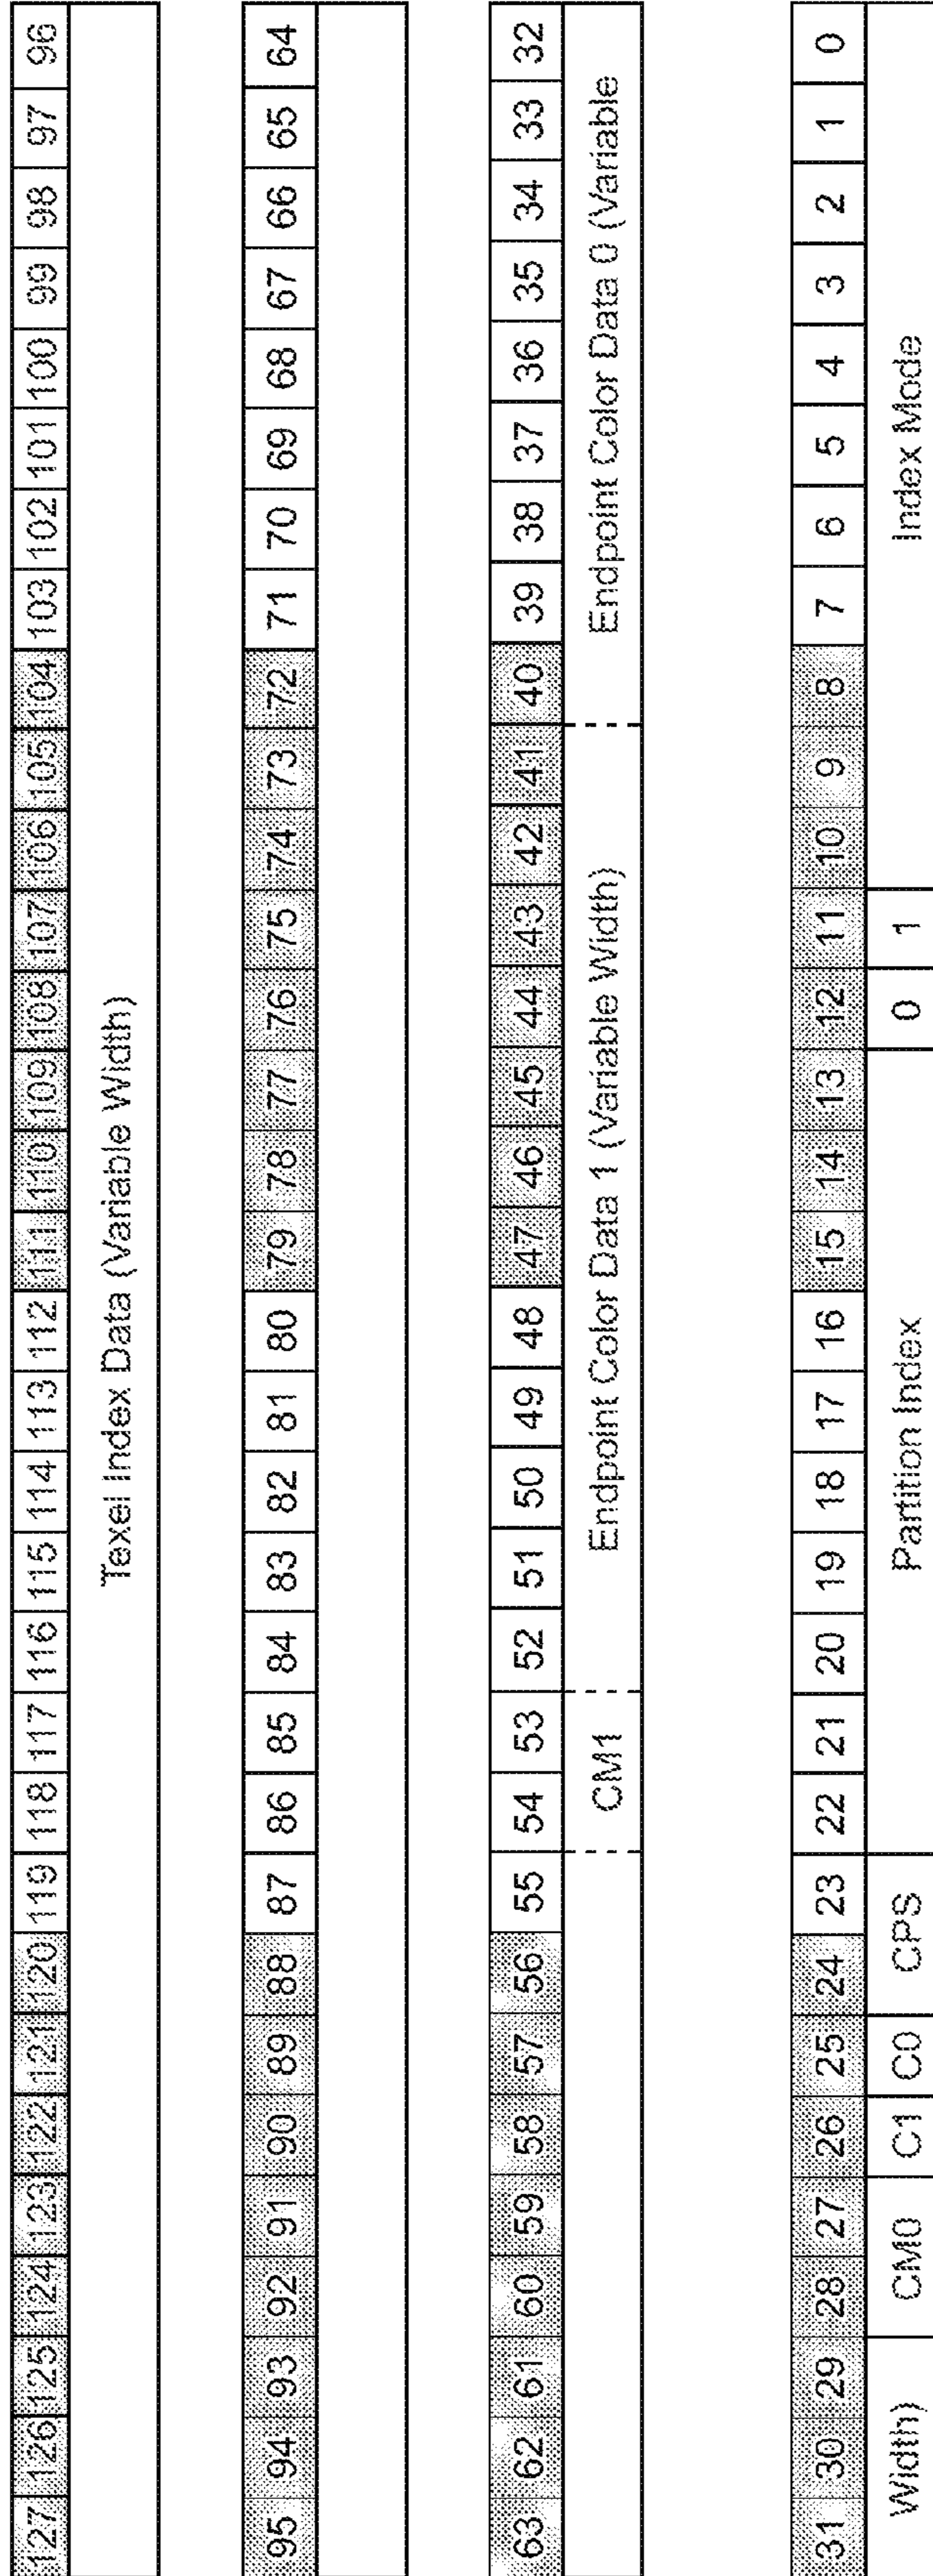 127 126 125 124 123 122 121 120 119 118 117 116 115 114 113 112 111 110 109 108 107 106 105 104 103 102 101 100 99 98 97 96
Texel Index Data (Variable Width)
95 94 93 92 91 90 89 88 87 86 85 84 83 82 81 80 79 78 77 76 75 74 73 72 71 70 69 68 67 66 65 64
63 62 61 60 59 58 57 56 55 54 53 52 51 50 49 48 47 46 45 44 43 42 41 40 39 38 37 36 35 34 33 32
CM1 Endpoint Color Data 1 (Variable Width) Endpoint Color Data 0 (Variable
31 30 29 28 27 26 25 24 23 22 21 20 19 18 17 16 15 14 13 12 11 10 9 8 7 6 5 4 3 2 1 0
Width) CM0 C1 C0 CPS Partition Index 0 1 Index Mode